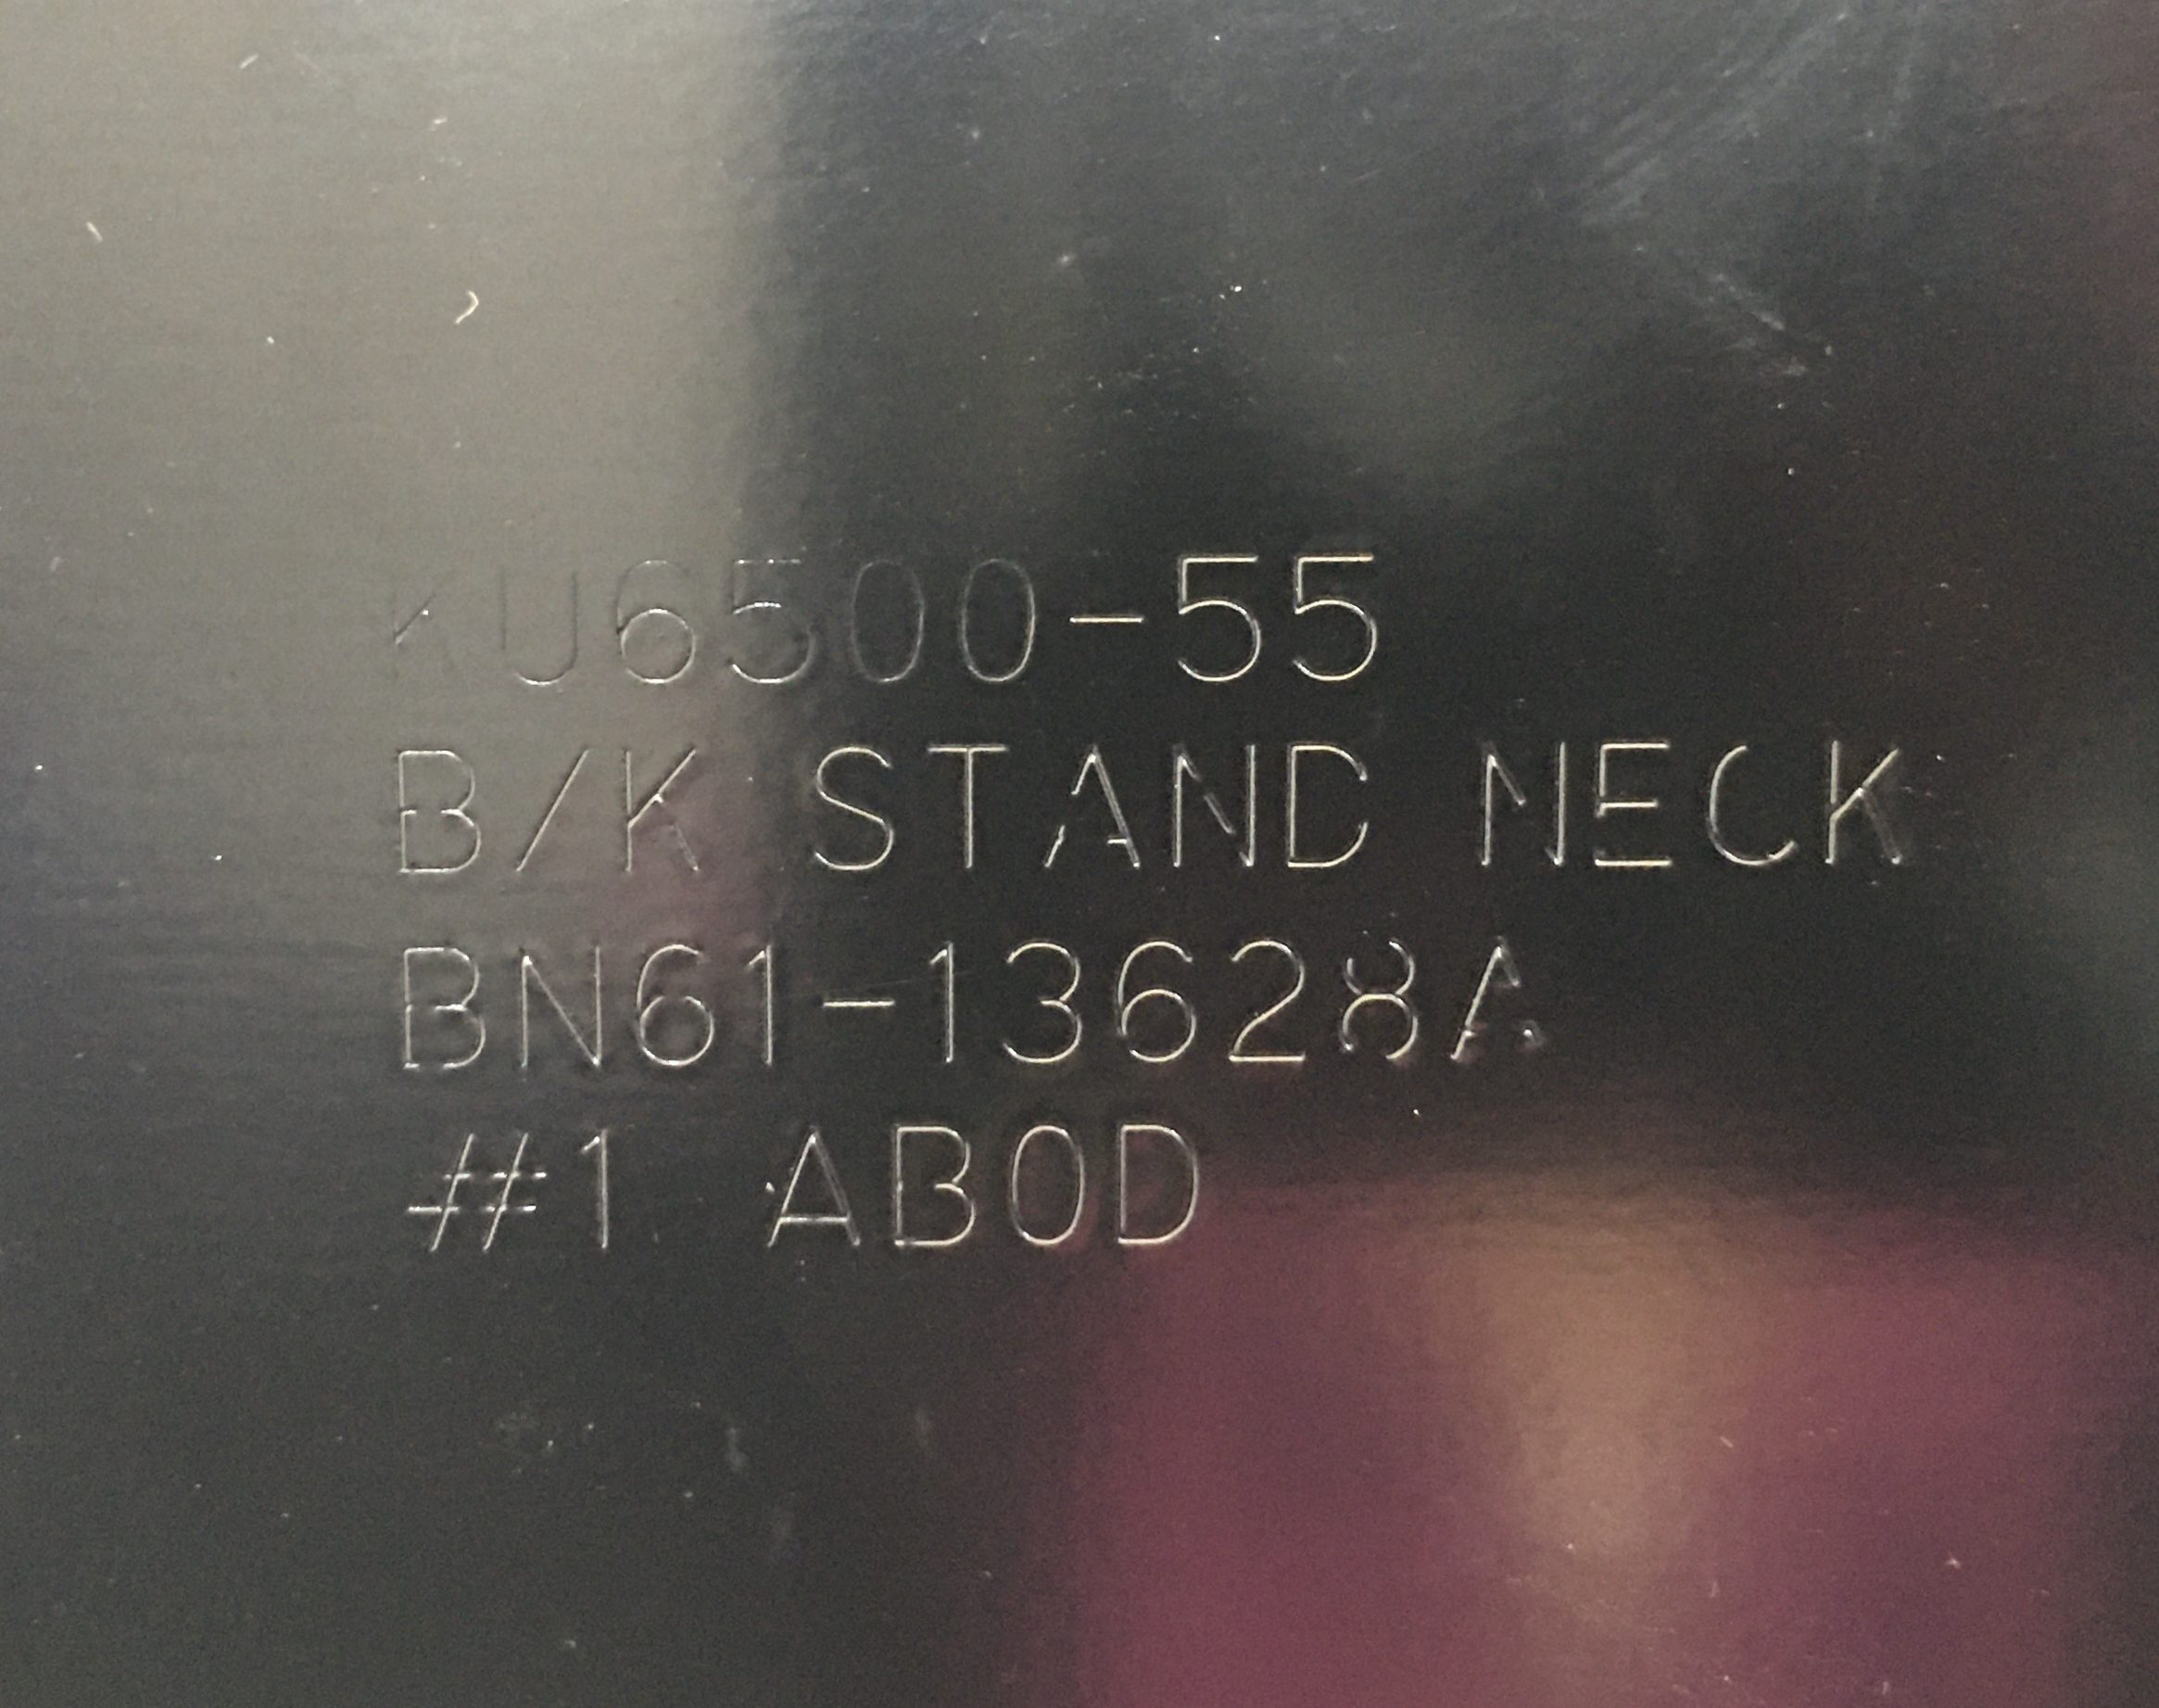 KU6500-55
B/K STAND NECK
BN61-13628A
#1 AB0D